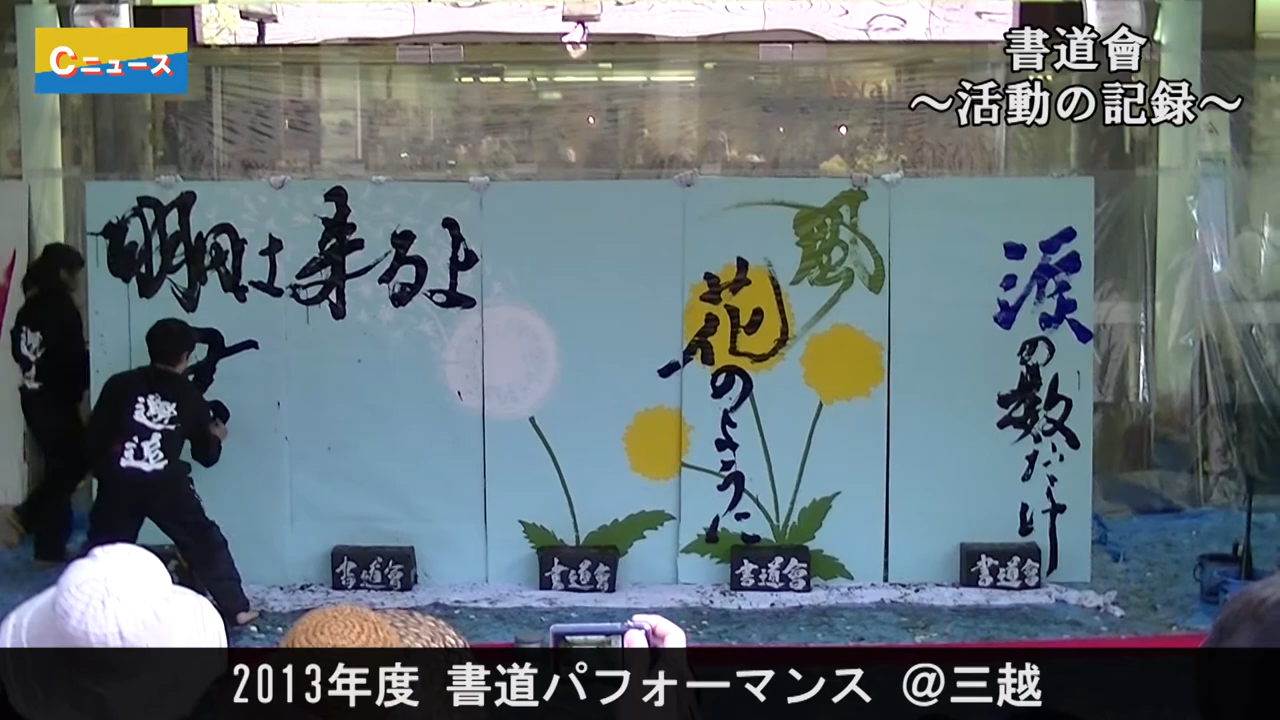 Cニュース
書道會
～活動の記録～
明日は来るよ
風
花のように
涙の数だけ
書道會
書道會
書道會
書道會
2013年度 書道パフォーマンス @三越